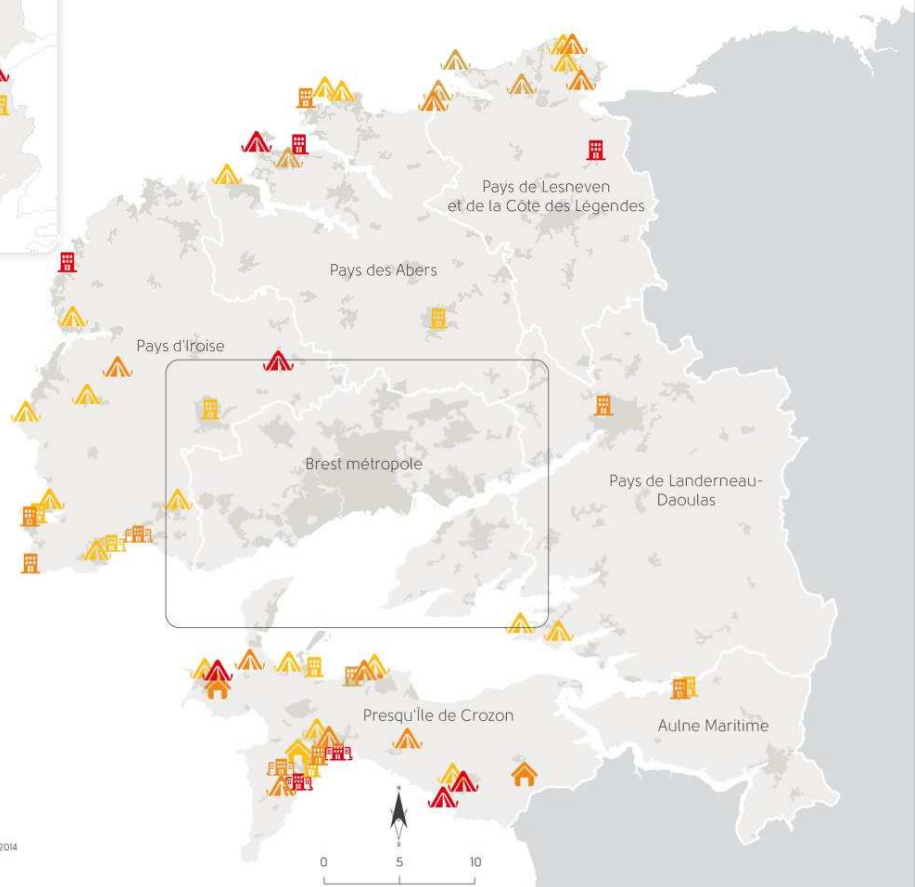 Pays de Lesneven
et de la Côte des Légendes
Pays des Abers
Pays d'Iroise
Brest métropole
Pays de Landerneau-
Daoulas
Presqu'Île de Crozon
Aulne Maritime
N
S
2014
0 5 10